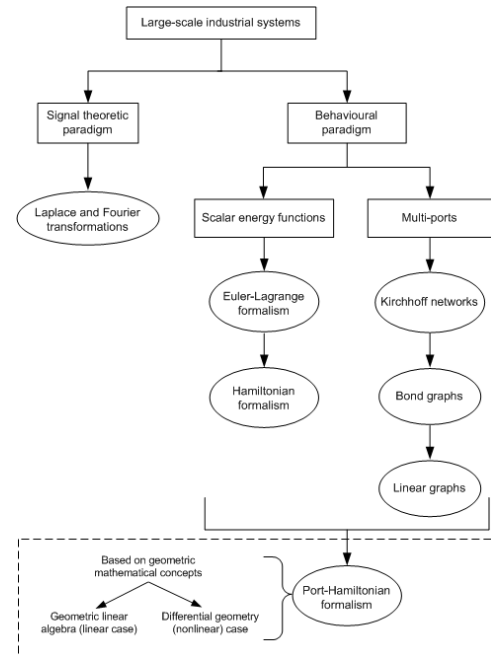 Large-scale industrial systems
Signal theoretic
paradigm
Behavioural
paradigm
Laplace and Fourier
transformations
Scalar energy functions
Multi-ports
Euler-Lagrange
formalism
Kirchhoff networks
Hamiltonian
formalism
Bond graphs
Linear graphs
Based on geometric
mathematical concepts
Geometric linear
algebra (linear case)
Differential geometry
(nonlinear) case
Port-Hamiltonian
formalism